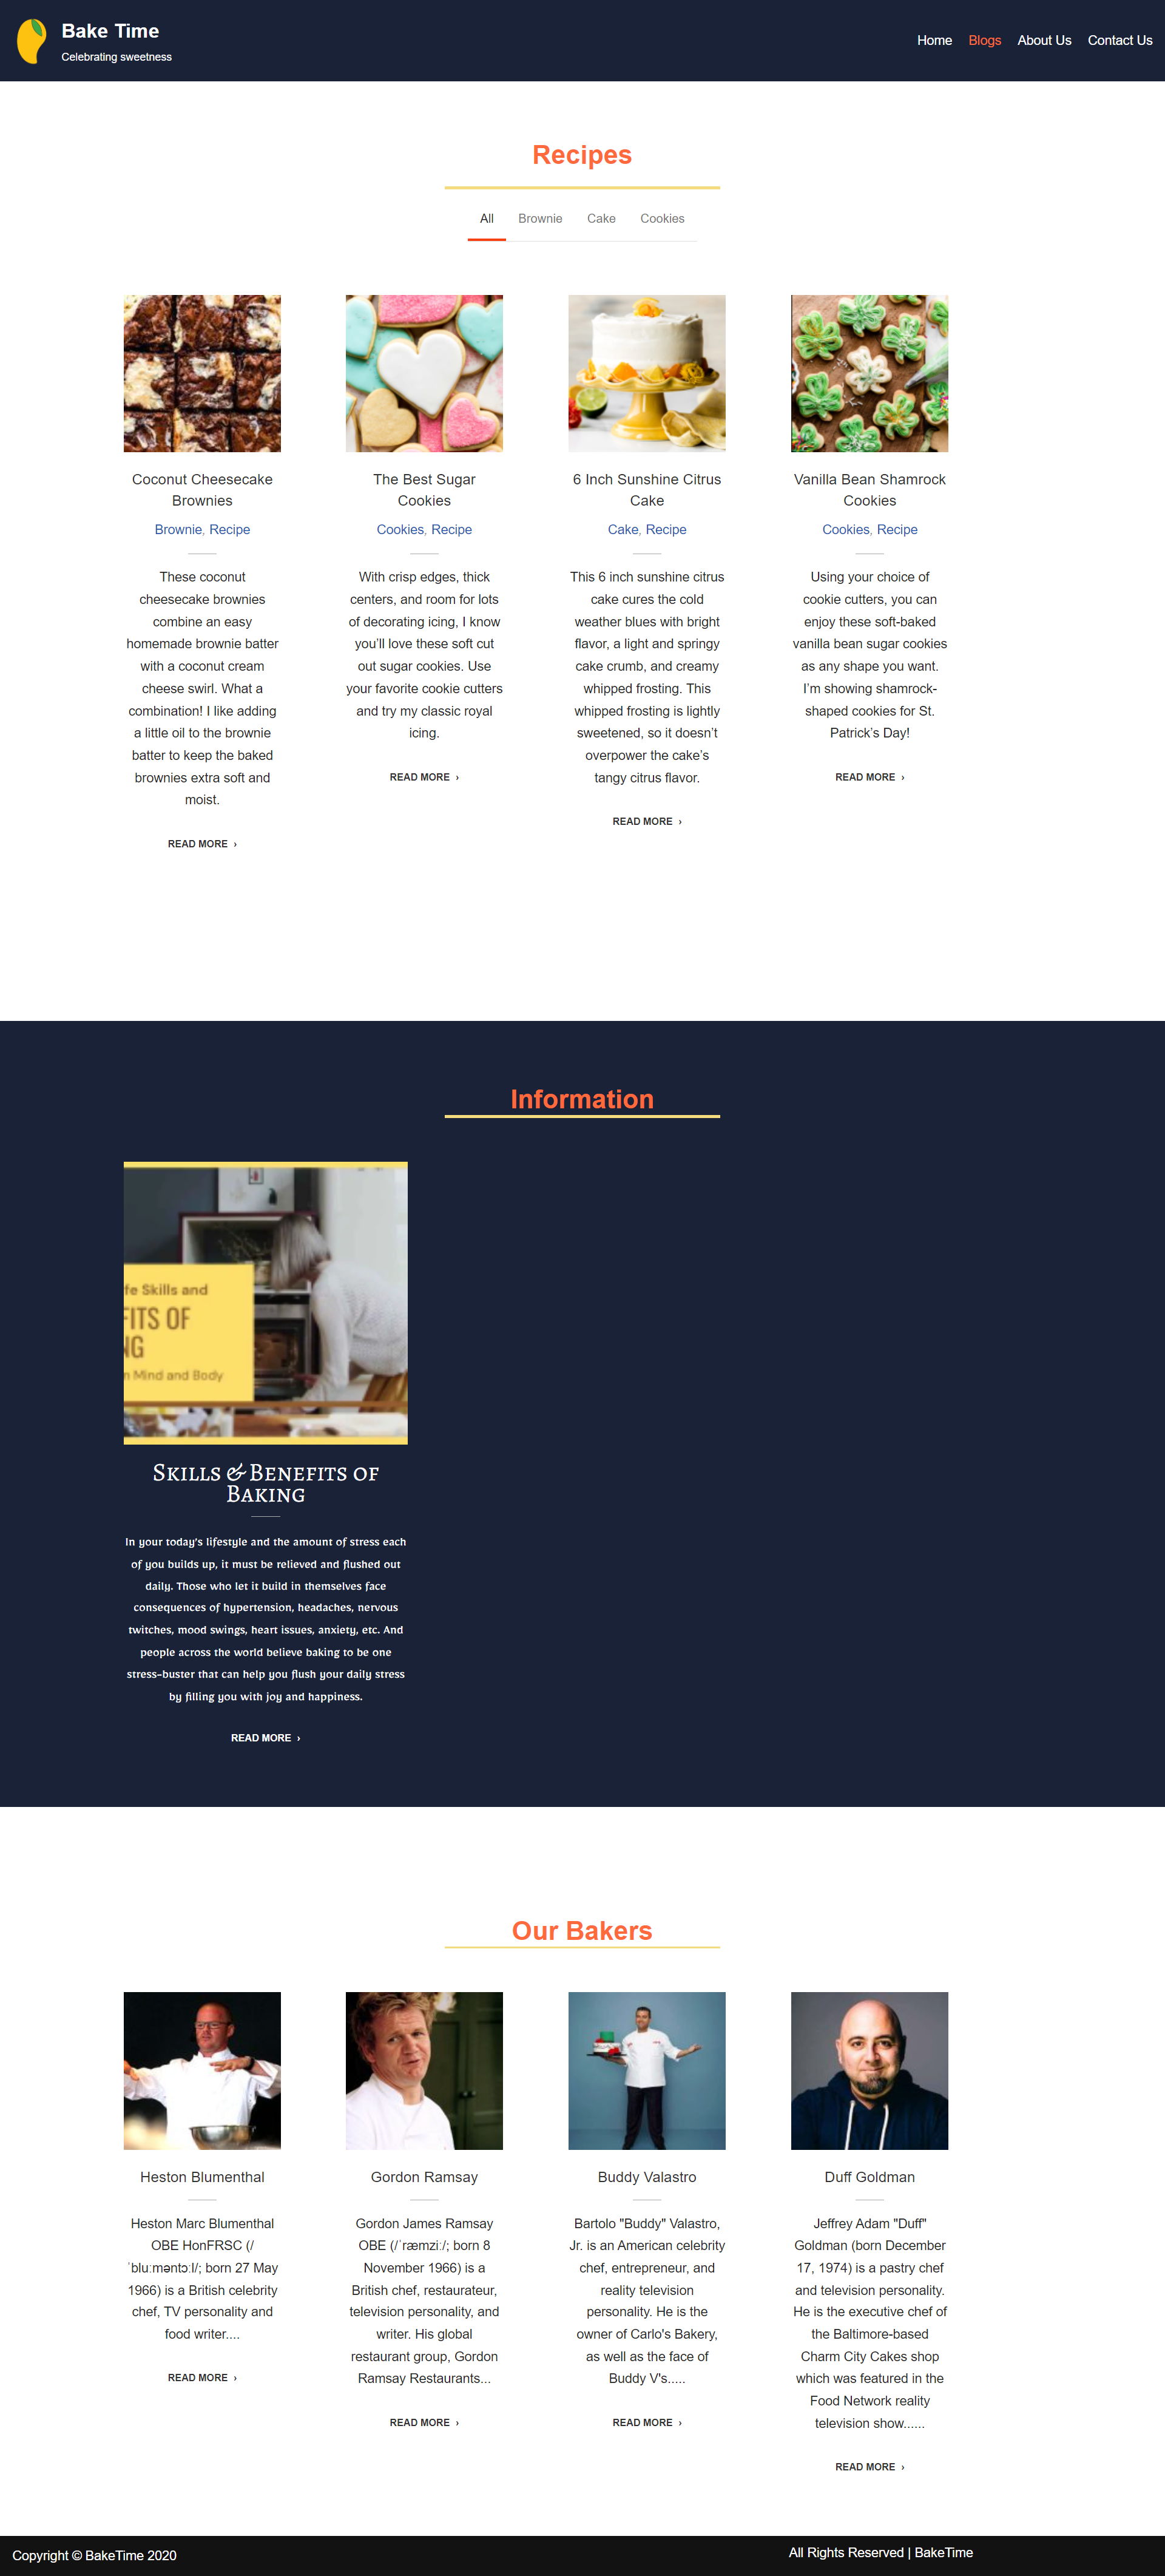 Bake Time
Celebrating sweetness
Home Blogs About Us Contact Us
Recipes
All Brownie Cake Cookies
Coconut Cheesecake
Brownies
Brownie, Recipe
These coconut
cheesecake brownies
combine an easy
homemade brownie batter
with a coconut cream
cheese swirl. What a
combination! I like adding
a little oil to the brownie
batter to keep the baked
brownies extra soft and
moist.
READ MORE ›
The Best Sugar
Cookies
Cookies, Recipe
With crisp edges, thick
centers, and room for lots
of decorating icing, I know
you’ll love these soft cut
out sugar cookies. Use
your favorite cookie cutters
and try my classic royal
icing.
READ MORE ›
6 Inch Sunshine Citrus
Cake
Cake, Recipe
This 6 inch sunshine citrus
cake cures the cold
weather blues with bright
flavor, a light and springy
cake crumb, and creamy
whipped frosting. This
whipped frosting is lightly
sweetened, so it doesn’t
overpower the cake’s
tangy citrus flavor.
READ MORE ›
Vanilla Bean Shamrock
Cookies
Cookies, Recipe
Using your choice of
cookie cutters, you can
enjoy these soft-baked
vanilla bean sugar cookies
as any shape you want.
I’m showing shamrock-
shaped cookies for St.
Patrick’s Day!
READ MORE ›
Information
fe Skills and
FITS OF
NG
n Mind and Body
Skills & Benefits of
Baking
In your today's lifestyle and the amount of stress each
of you builds up, it must be relieved and flushed out
daily. Those who let it build in themselves face
consequences of hypertension, headaches, nervous
twitches, mood swings, heart issues, anxiety, etc. And
people across the world believe baking to be one
stress-buster that can help you flush your daily stress
by filling you with joy and happiness.
READ MORE ›
Our Bakers
Heston Blumenthal
Heston Marc Blumenthal
OBE HonFRSC (/
ˈbluːməntɔːl/; born 27 May
1966) is a British celebrity
chef, TV personality and
food writer....
READ MORE ›
Gordon Ramsay
Gordon James Ramsay
OBE (/ˈræmziː/; born 8
November 1966) is a
British chef, restaurateur,
television personality, and
writer. His global
restaurant group, Gordon
Ramsay Restaurants...
READ MORE ›
Buddy Valastro
Bartolo "Buddy" Valastro,
Jr. is an American celebrity
chef, entrepreneur, and
reality television
personality. He is the
owner of Carlo's Bakery,
as well as the face of
Buddy V's.....
READ MORE ›
Duff Goldman
Jeffrey Adam "Duff"
Goldman (born December
17, 1974) is a pastry chef
and television personality.
He is the executive chef of
the Baltimore-based
Charm City Cakes shop
which was featured in the
Food Network reality
television show......
READ MORE ›
Copyright © BakeTime 2020
All Rights Reserved | BakeTime